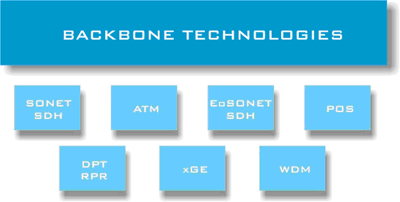 BACKBONE TECHNOLOGIES
SONET
SDH
ATM
EoSONET
SDH
POS
DPT
RPR
xGE
WDM